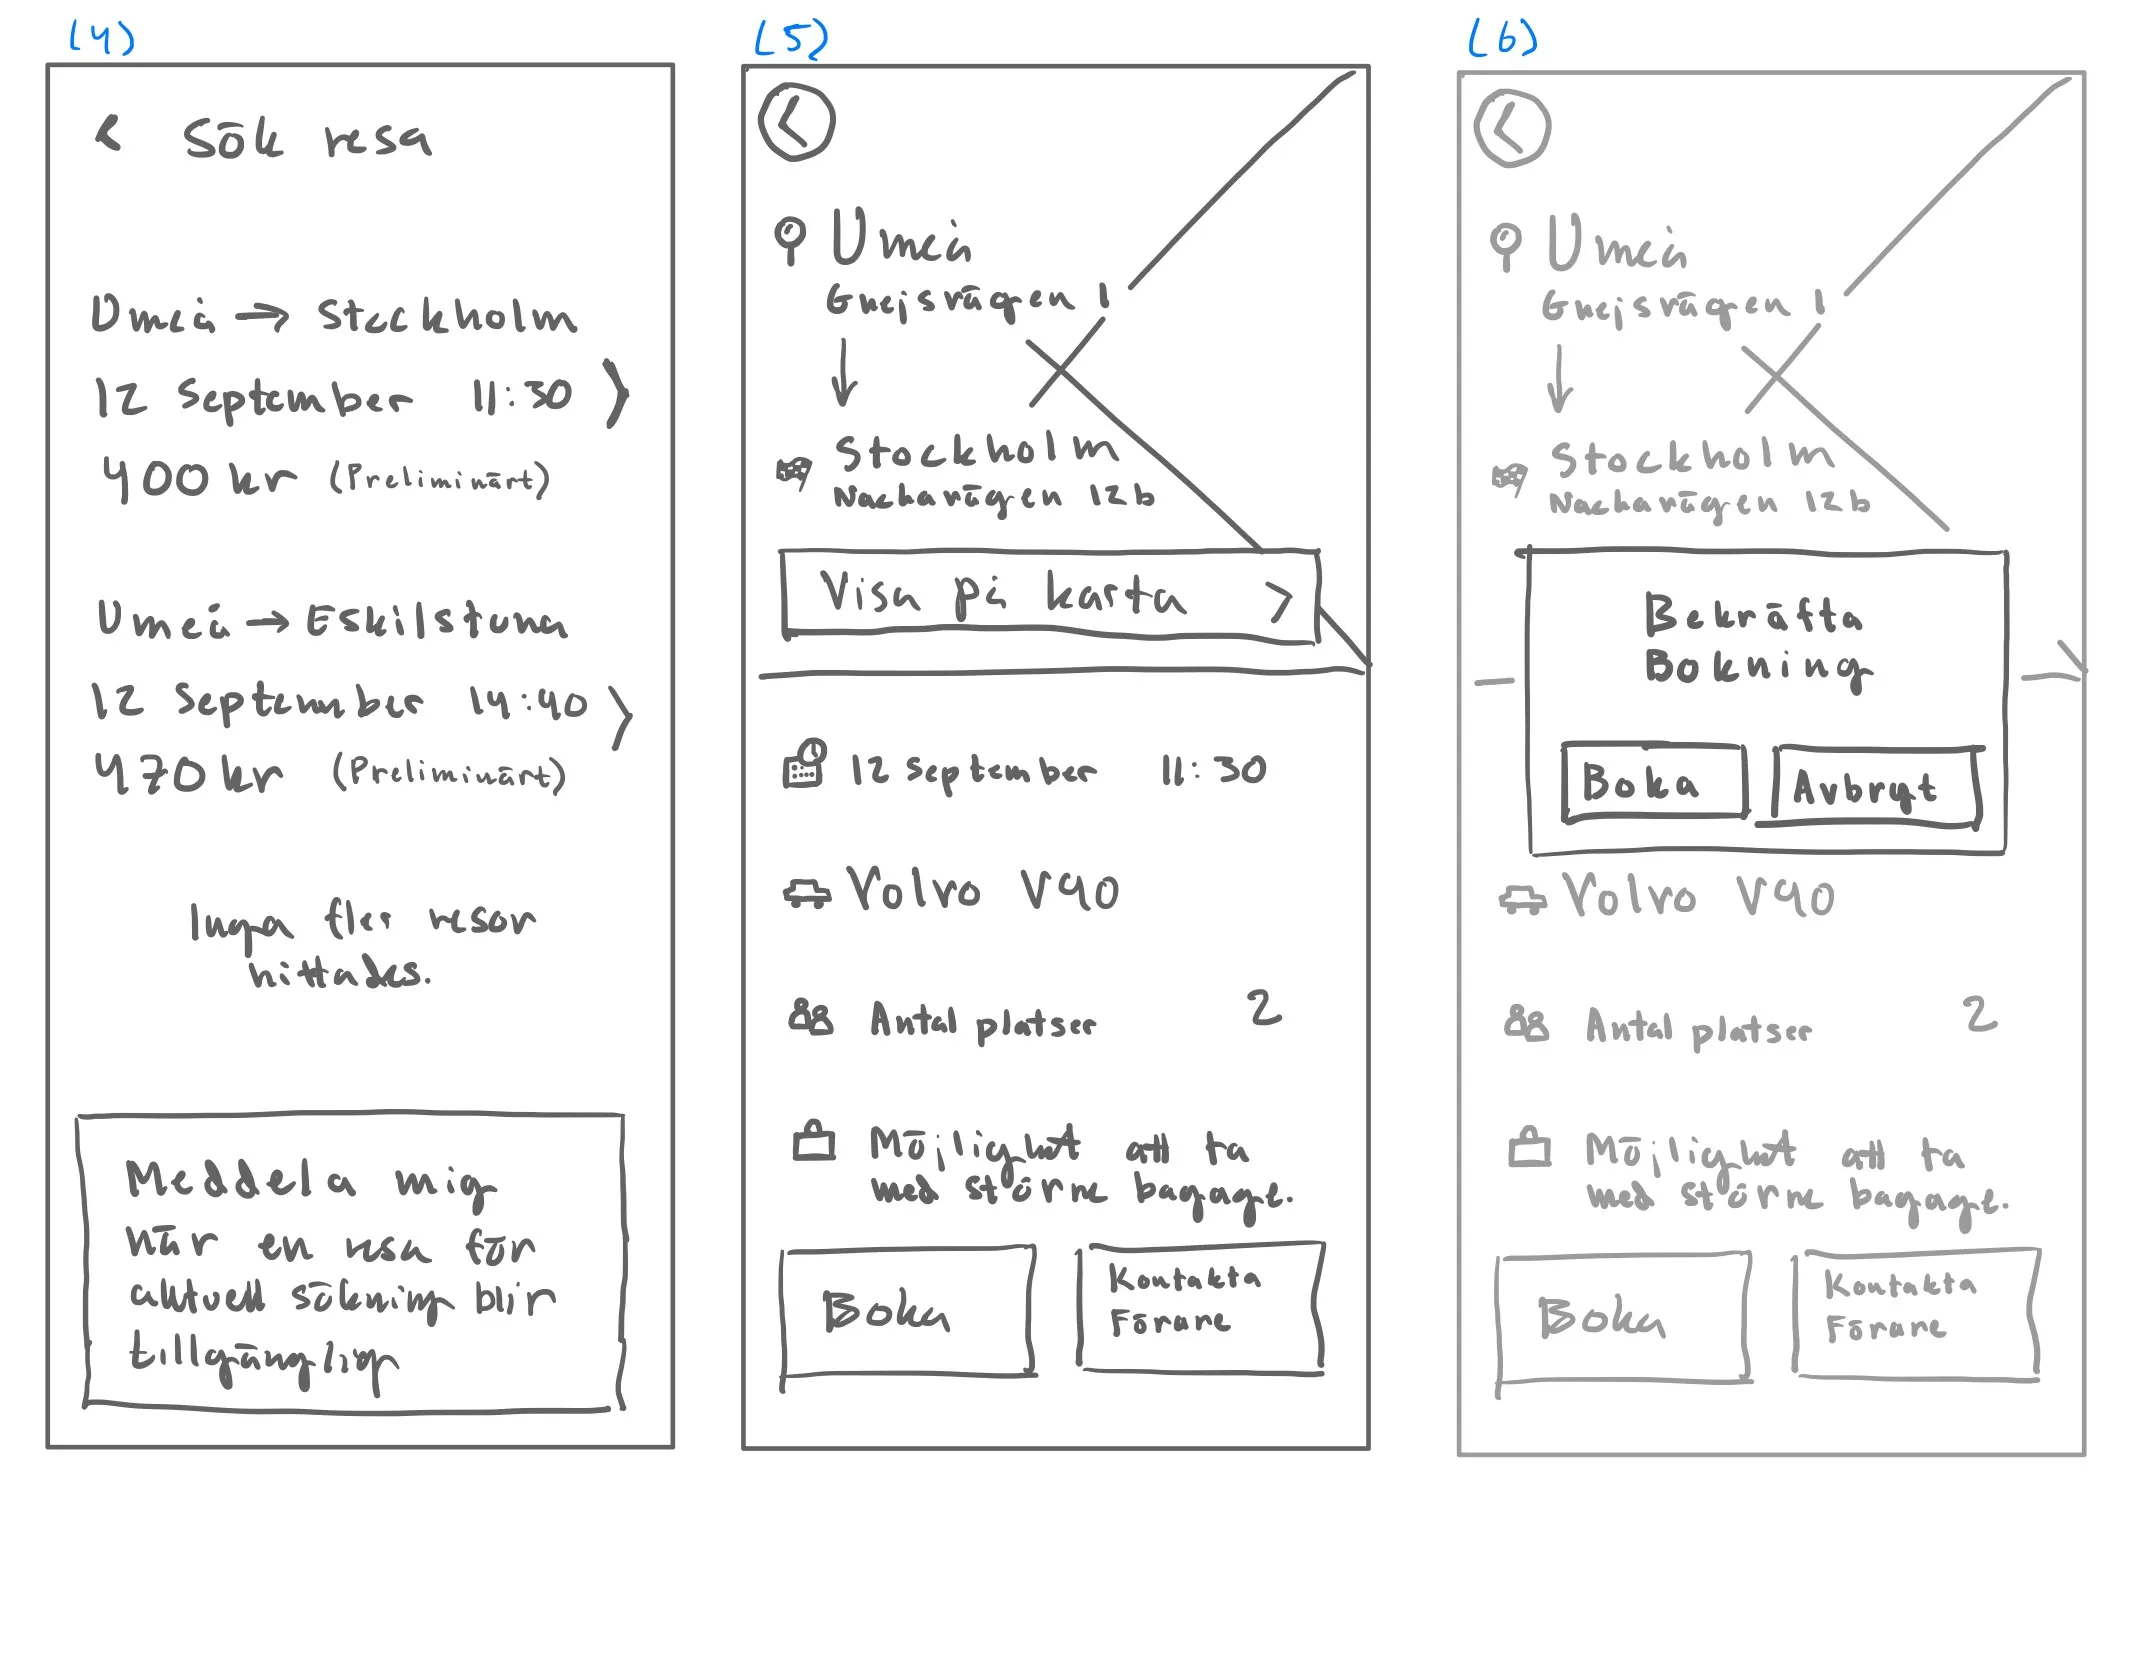 (4)
Sök resa
Umeå → Stockholm
12 September 11:30
400 kr (Preliminärt)
Umeå → Eskilstuna
12 September 14:40
470 kr (Preliminärt)
Inga fler resor
hittades.
Meddela mig
när en resa för
aktuell sökning blir
tillgänglig
(5)
Umeå
Gnejsvägen 1
↓
Stockholm
Nackavägen 12b
Visa på karta >
12 September 11:30
Volvo V90
Antal platser 2
Möjlighet att ta
med större bagage.
Boka
Kontakta
Förare
(6)
Umeå
Gnejsvägen 1
↓
Stockholm
Nackavägen 12b
Bekräfta
Bokning
Boka
Avbryt
Volvo V90
Antal platser 2
Möjlighet att ta
med större bagage.
Boka
Kontakta
Förare